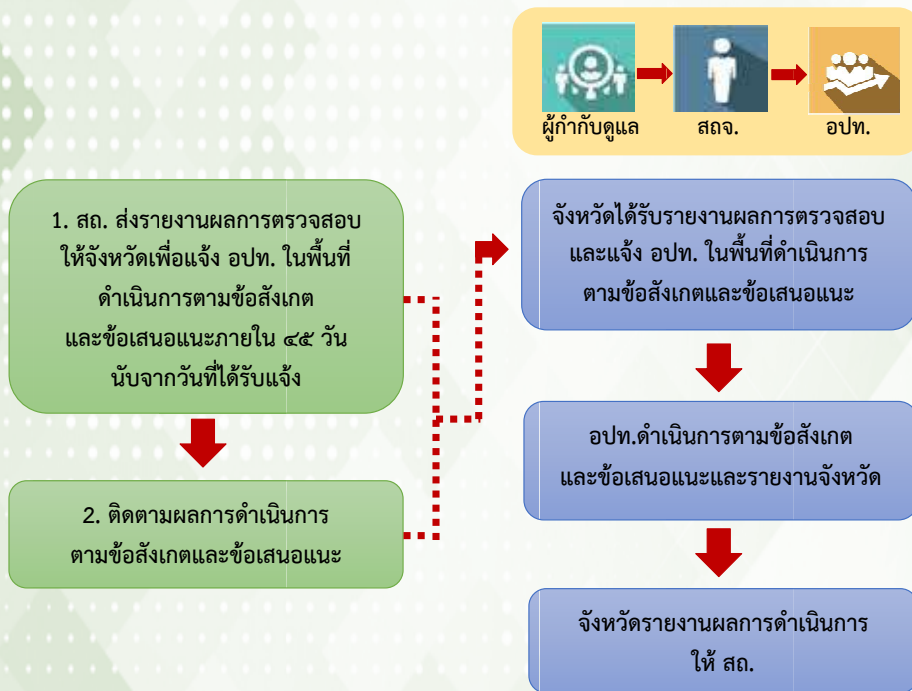 ผู้กำกับดูแล
สถจ.
อปท.
1. สถ. ส่งรายงานผลการตรวจสอบ
ให้จังหวัดเพื่อแจ้ง อปท. ในพื้นที่
ดำเนินการตามข้อสังเกต
และข้อเสนอแนะภายใน ๔๕ วัน
นับจากวันที่ได้รับแจ้ง
2. ติดตามผลการดำเนินการ
ตามข้อสังเกตและข้อเสนอแนะ
จังหวัดได้รับรายงานผลการตรวจสอบ
และแจ้ง อปท. ในพื้นที่ดำเนินการ
ตามข้อสังเกตและข้อเสนอแนะ
อปท.ดำเนินการตามข้อสังเกต
และข้อเสนอแนะและรายงานจังหวัด
จังหวัดรายงานผลการดำเนินการ
ให้ สถ.